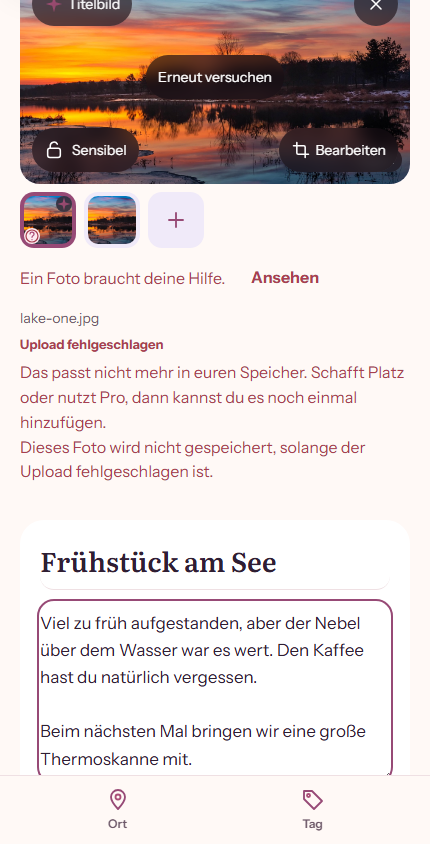 Titelbild
Erneut versuchen
Sensibel
Bearbeiten
Ein Foto braucht deine Hilfe.
Ansehen
lake-one.jpg
Upload fehlgeschlagen
Das passt nicht mehr in euren Speicher. Schafft Platz
oder nutzt Pro, dann kannst du es noch einmal
hinzufügen.
Dieses Foto wird nicht gespeichert, solange der
Upload fehlgeschlagen ist.
Frühstück am See
Viel zu früh aufgestanden, aber der Nebel
über dem Wasser war es wert. Den Kaffee
hast du natürlich vergessen.
Beim nächsten Mal bringen wir eine große
Thermoskanne mit.
Ort
Tag